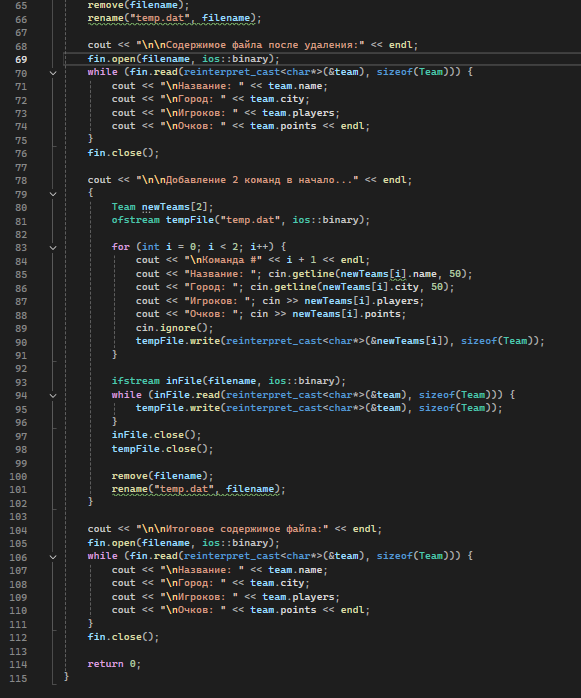 65 remove(filename);
66 rename("temp.dat", filename);
67
68 cout << "\n\nСодержимое файла после удаления:" << endl;
69 fin.open(filename, ios::binary);
70 while (fin.read(reinterpret_cast<char*>(&team), sizeof(Team))) {
71 cout << "\nНазвание: " << team.name;
72 cout << "\nГород: " << team.city;
73 cout << "\nИгроков: " << team.players;
74 cout << "\nОчков: " << team.points << endl;
75 }
76 fin.close();
77
78 cout << "\n\nДобавление 2 команд в начало..." << endl;
79 {
80 Team newTeams[2];
81 ofstream tempFile("temp.dat", ios::binary);
82
83 for (int i = 0; i < 2; i++) {
84 cout << "\nКоманда #" << i + 1 << endl;
85 cout << "Название: "; cin.getline(newTeams[i].name, 50);
86 cout << "Город: "; cin.getline(newTeams[i].city, 50);
87 cout << "Игроков: "; cin >> newTeams[i].players;
88 cout << "Очков: "; cin >> newTeams[i].points;
89 cin.ignore();
90 tempFile.write(reinterpret_cast<char*>(&newTeams[i]), sizeof(Team));
91 }
92
93 ifstream inFile(filename, ios::binary);
94 while (inFile.read(reinterpret_cast<char*>(&team), sizeof(Team))) {
95 tempFile.write(reinterpret_cast<char*>(&team), sizeof(Team));
96 }
97 inFile.close();
98 tempFile.close();
99
100 remove(filename);
101 rename("temp.dat", filename);
102 }
103
104 cout << "\n\nИтоговое содержимое файла:" << endl;
105 fin.open(filename, ios::binary);
106 while (fin.read(reinterpret_cast<char*>(&team), sizeof(Team))) {
107 cout << "\nНазвание: " << team.name;
108 cout << "\nГород: " << team.city;
109 cout << "\nИгроков: " << team.players;
110 cout << "\nОчков: " << team.points << endl;
111 }
112 fin.close();
113
114 return 0;
115 }